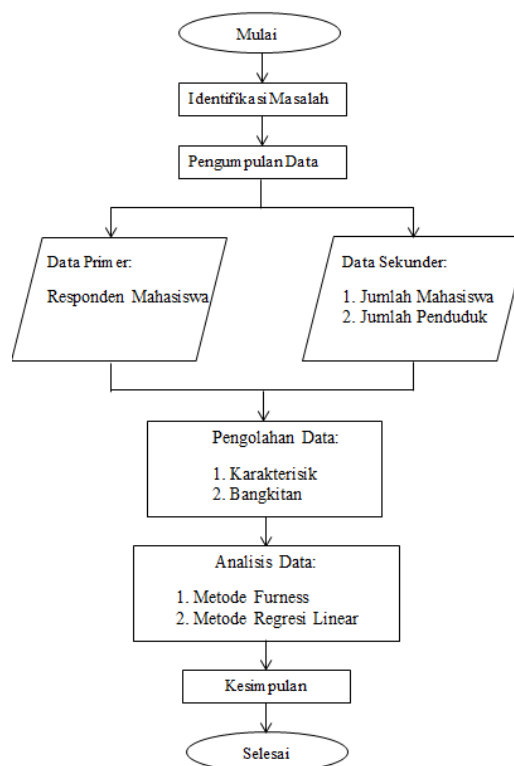 Mulai
Identifikasi Masalah
Pengumpulan Data
Data Primer:
Responden Mahasiswa
Data Sekunder:
1. Jumlah Mahasiswa
2. Jumlah Penduduk
Pengolahan Data:
1. Karakterisik
2. Bangkitan
Analisis Data:
1. Metode Furness
2. Metode Regresi Linear
Kesimpulan
Selesai